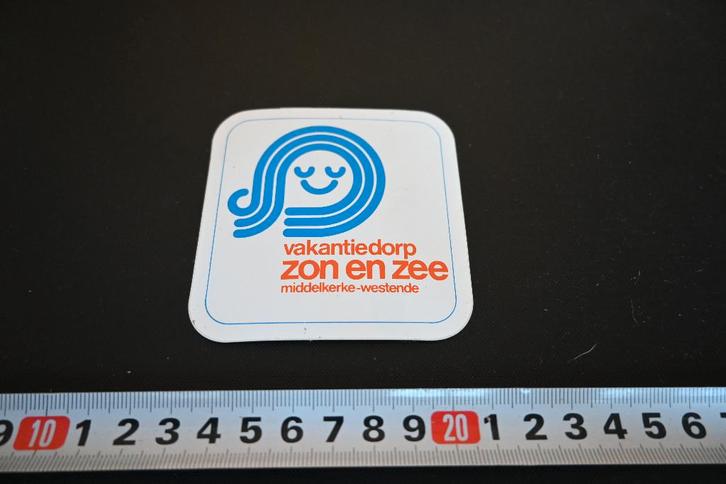 vakantiedorp
zon en zee
middelkerke-westende
9 10 1 2 3 4 5 6 7 8 9 20 1 2 3 4 5 6